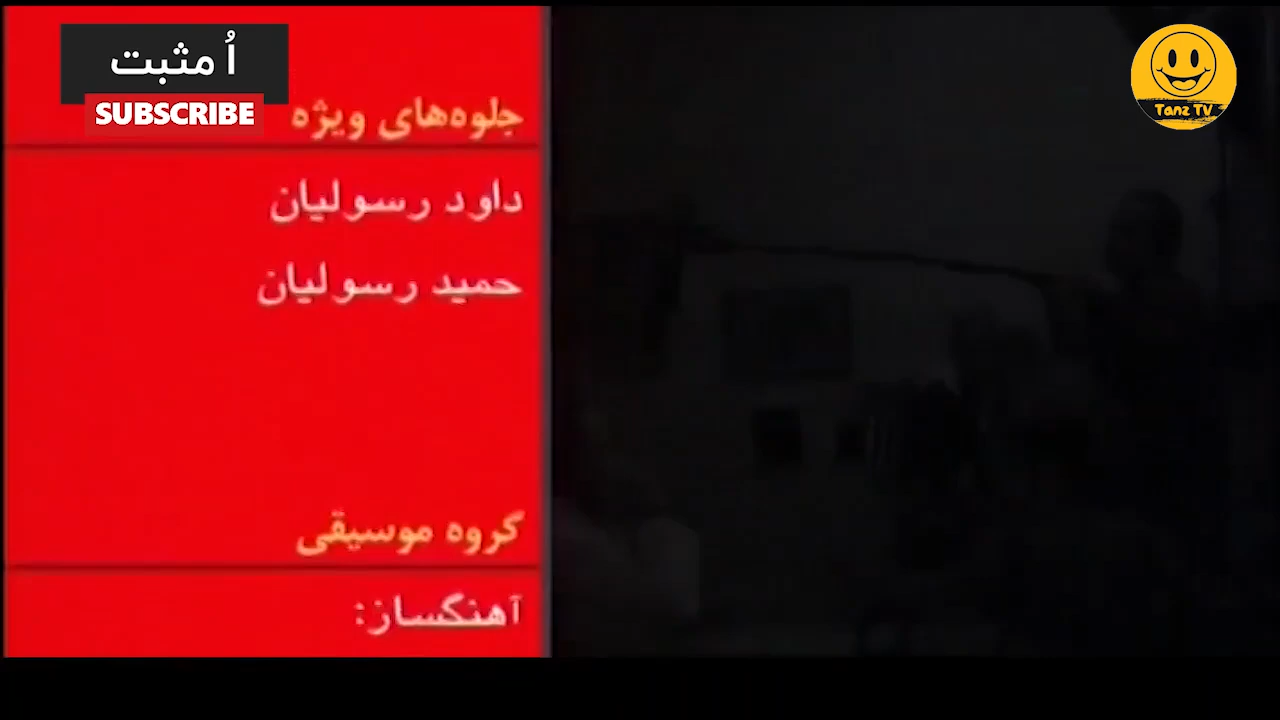 اُ مثبت
SUBSCRIBE
Tanz TV
جلوه‌های ویژه
داود رسولیان
حمید رسولیان
گروه موسیقی
آهنگساز: